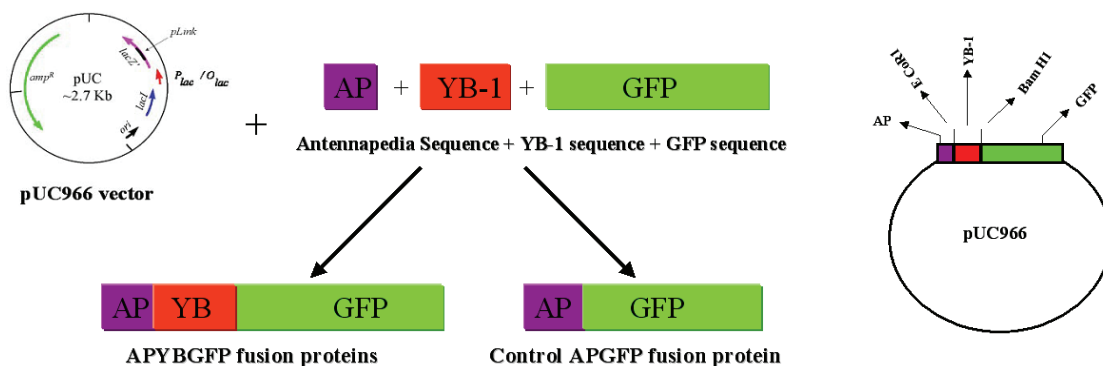 pLink
lacZ'
ampR
pUC
~2.7 Kb
Plac /Olac
lacI
ori
pUC966 vector
+
AP + YB-1 + GFP
Antennapedia Sequence + YB-1 sequence + GFP sequence
AP YB GFP
APYBGFP fusion proteins
AP GFP
Control APGFP fusion protein
AP
E CoR1
YB-1
Bam H1
GFP
pUC966